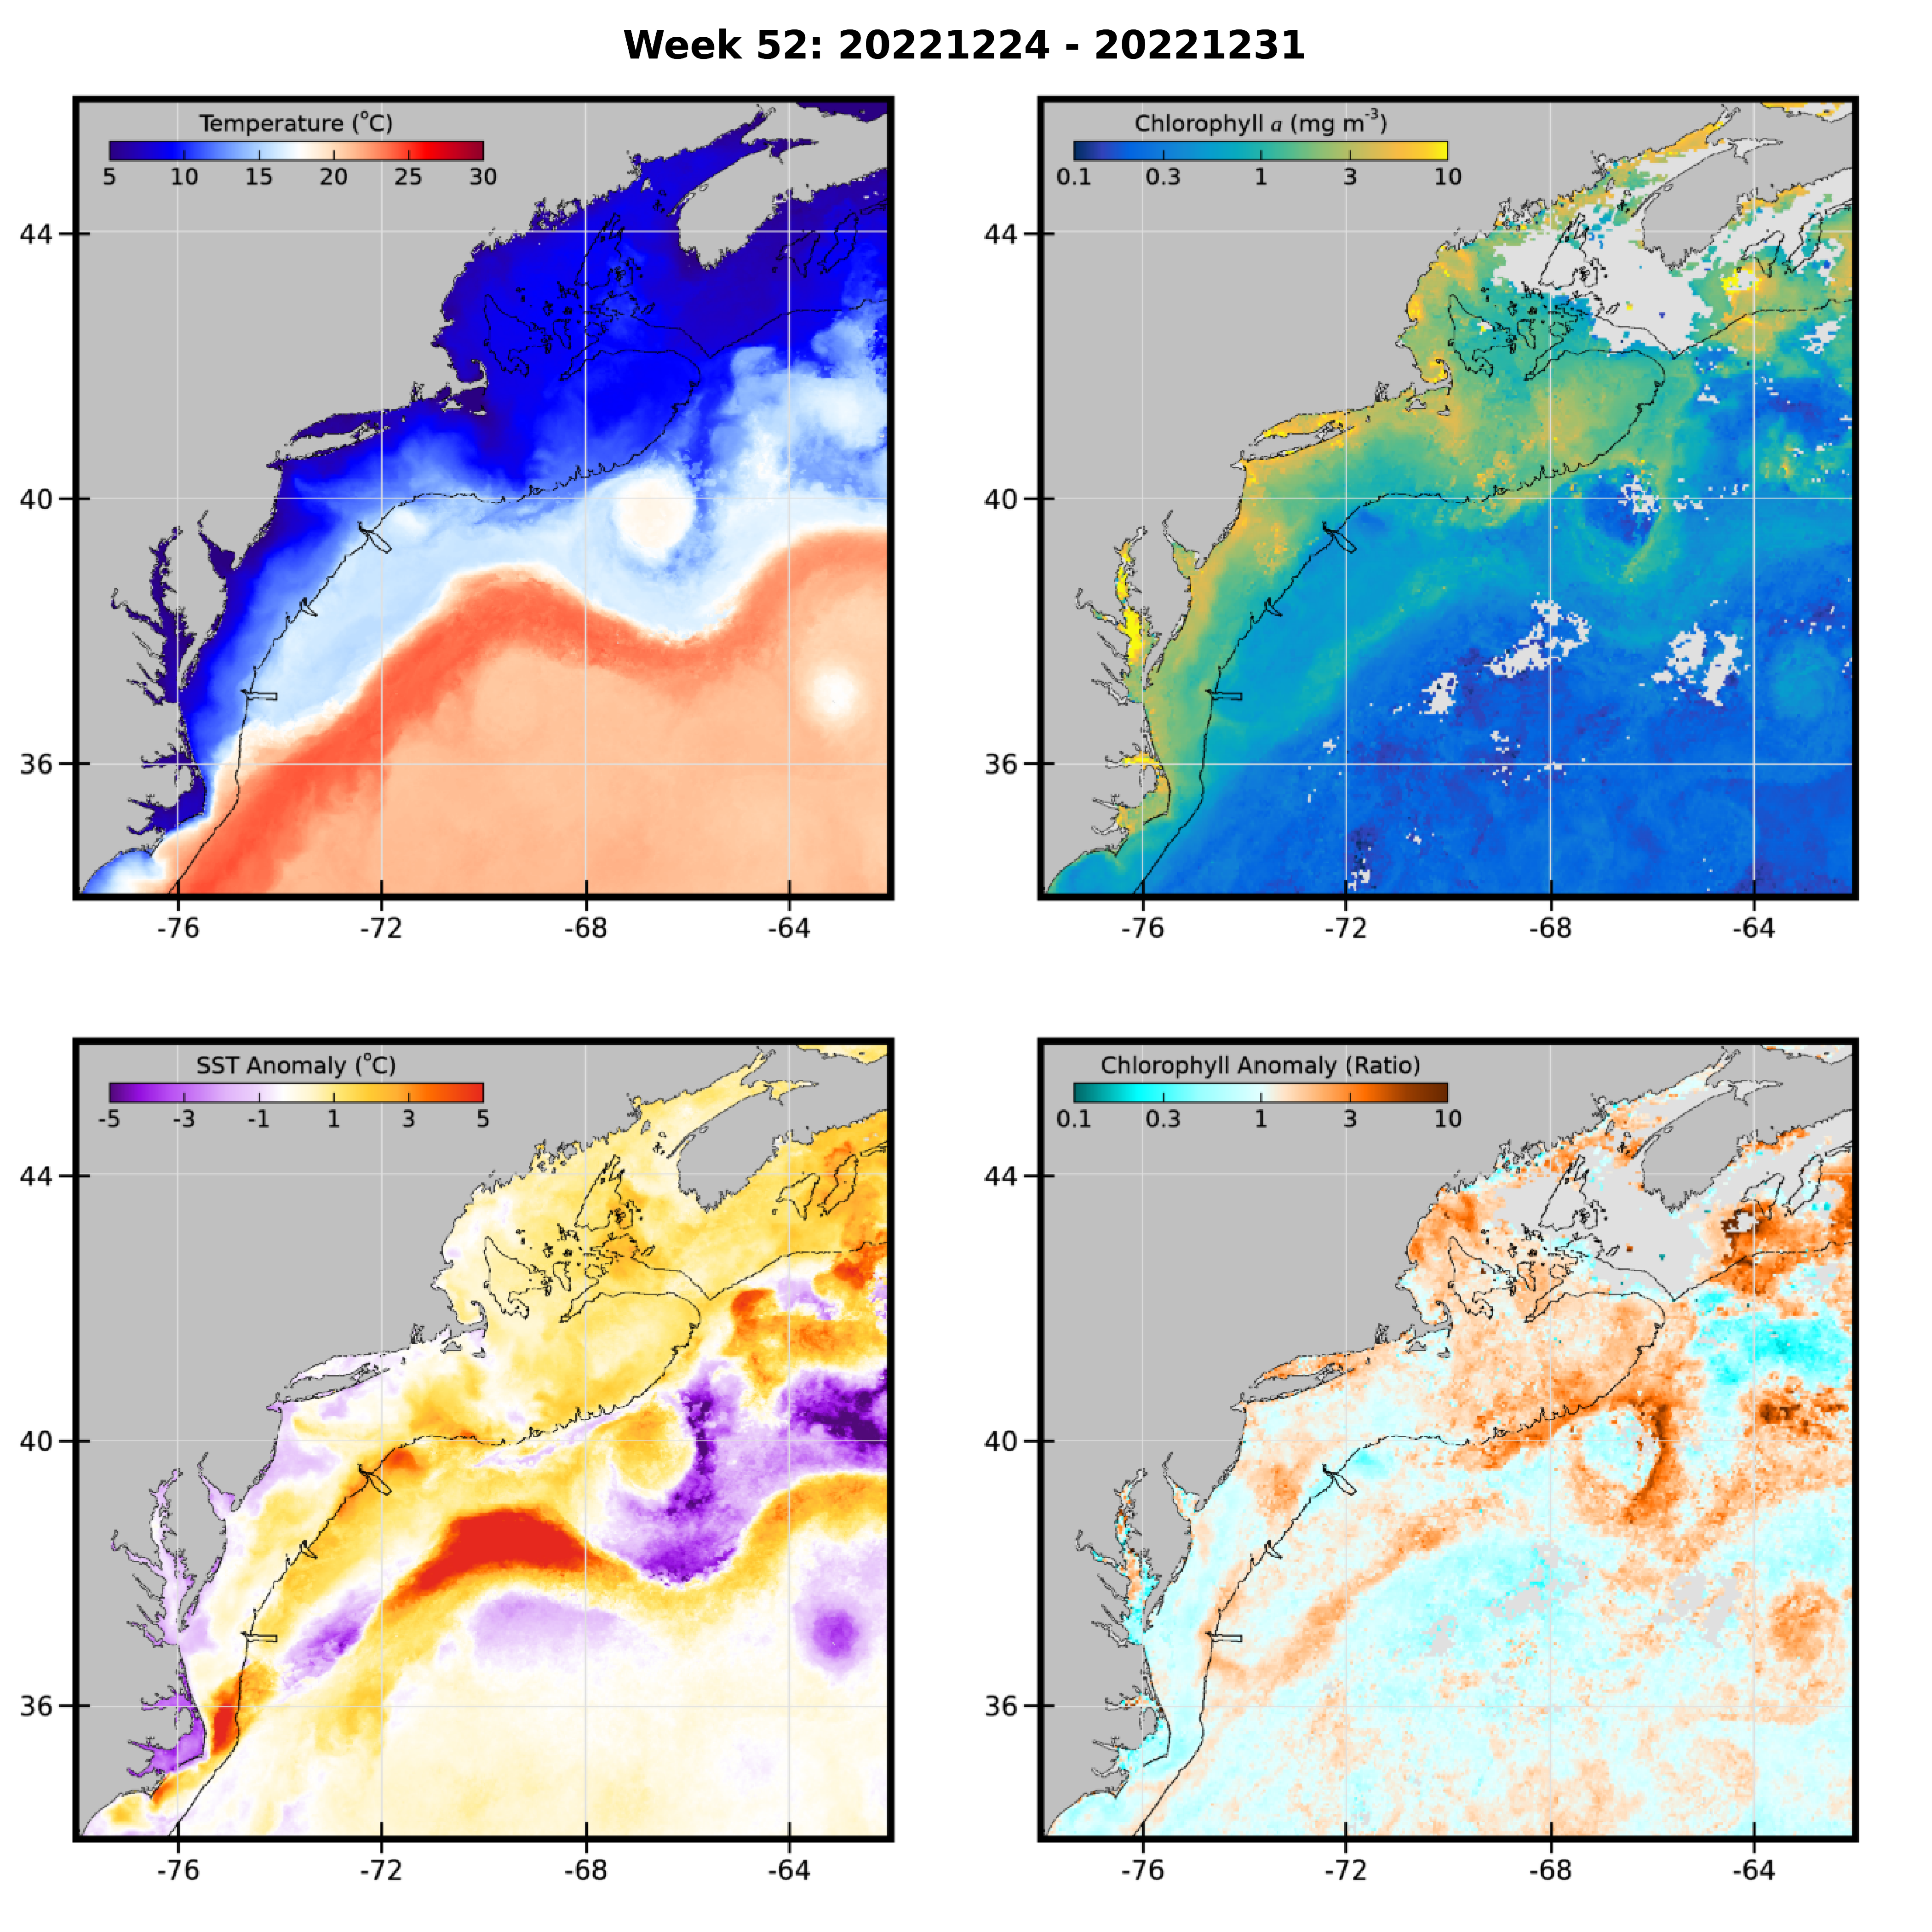 Week 52: 20221224 - 20221231
Temperature (°C)
5 10 15 20 25 30
44
40
36
-76 -72 -68 -64
Chlorophyll a (mg m⁻³)
0.1 0.3 1 3 10
44
40
36
-76 -72 -68 -64
SST Anomaly (°C)
-5 -3 -1 1 3 5
44
40
36
-76 -72 -68 -64
Chlorophyll Anomaly (Ratio)
0.1 0.3 1 3 10
44
40
36
-76 -72 -68 -64